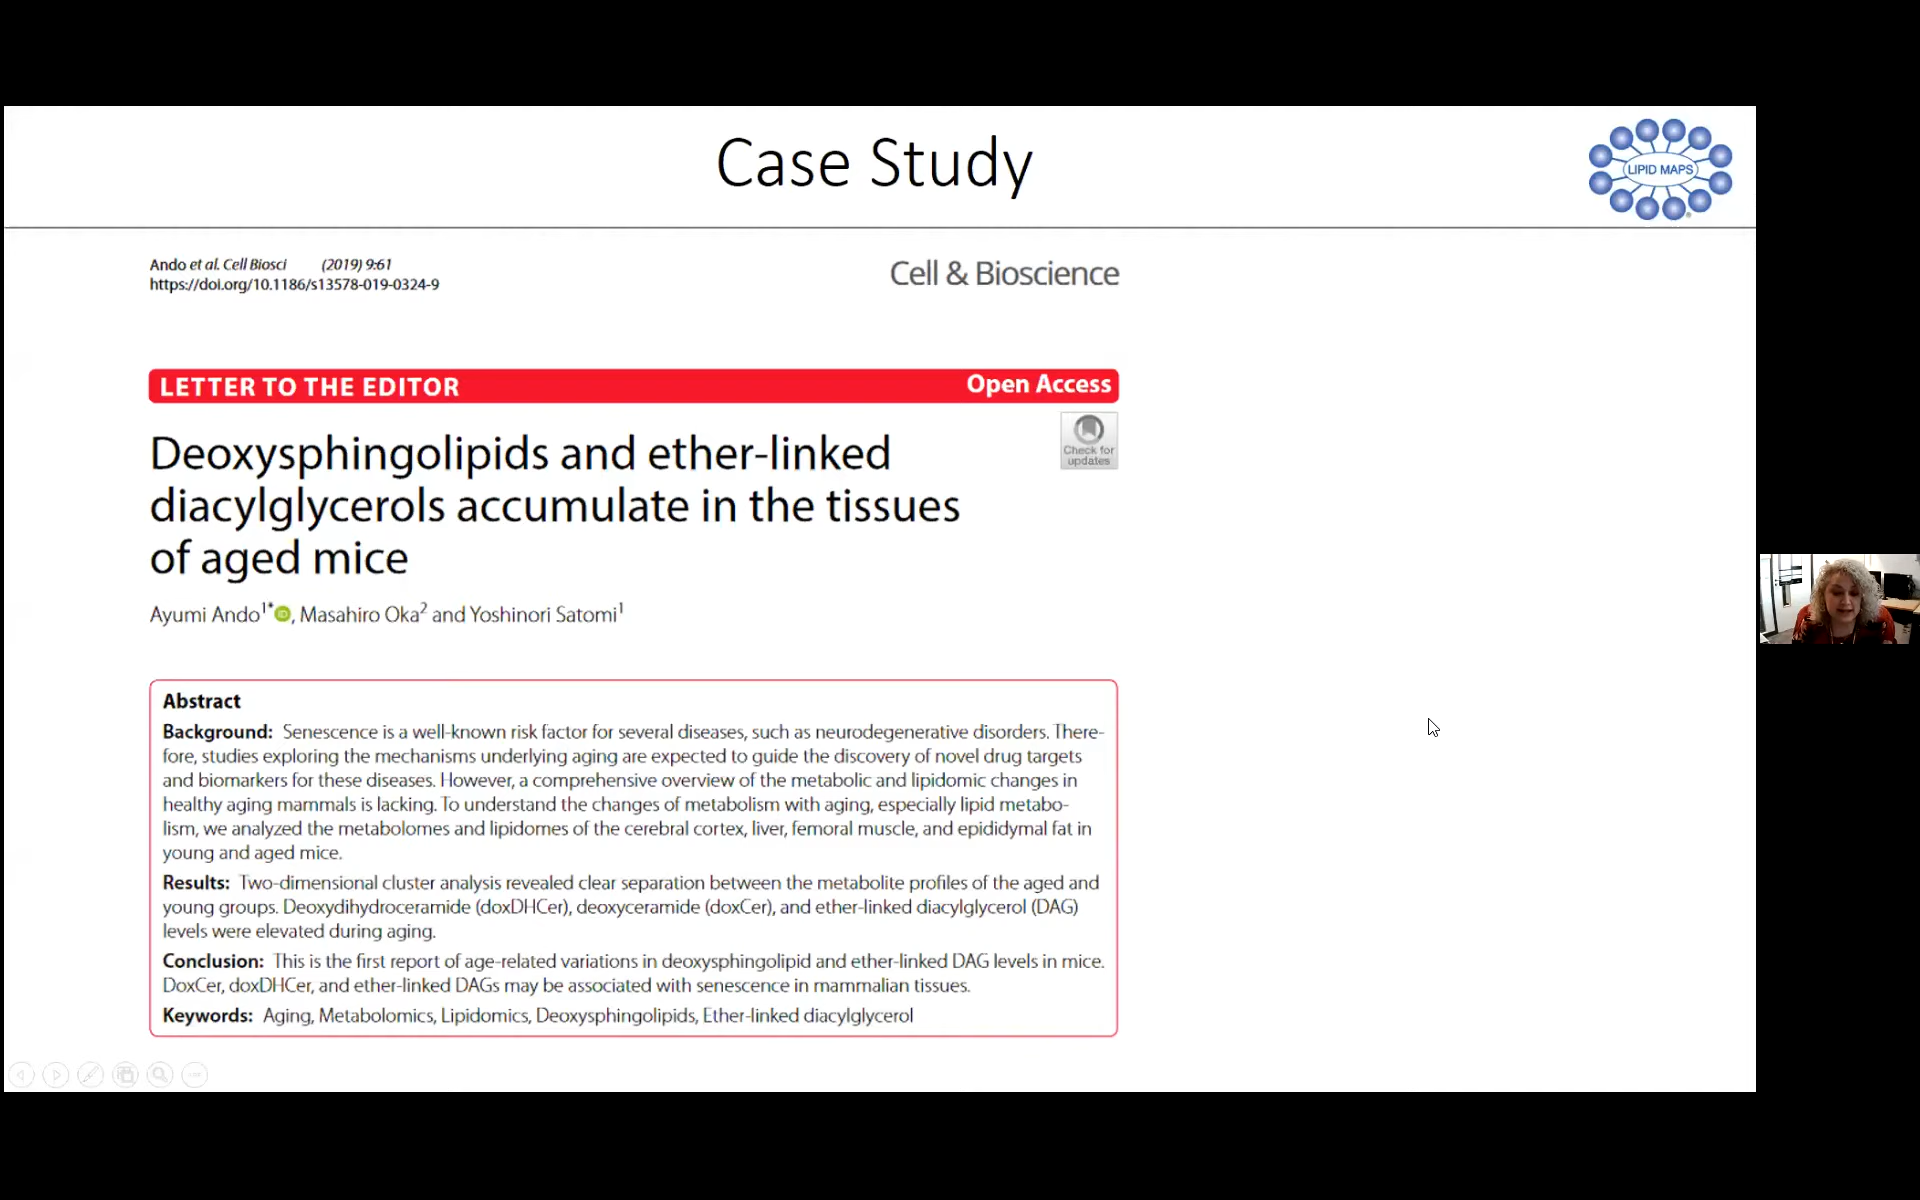 Case Study
LIPID MAPS
Ando et al. Cell Biosci (2019) 9:61
https://doi.org/10.1186/s13578-019-0324-9
Cell & Bioscience
LETTER TO THE EDITOR
Open Access
Check for
updates
Deoxysphingolipids and ether-linked
diacylglycerols accumulate in the tissues
of aged mice
Ayumi Ando1*, Masahiro Oka2 and Yoshinori Satomi1
Abstract
Background: Senescence is a well-known risk factor for several diseases, such as neurodegenerative disorders. There-
fore, studies exploring the mechanisms underlying aging are expected to guide the discovery of novel drug targets
and biomarkers for these diseases. However, a comprehensive overview of the metabolic and lipidomic changes in
healthy aging mammals is lacking. To understand the changes of metabolism with aging, especially lipid metabo-
lism, we analyzed the metabolomes and lipidomes of the cerebral cortex, liver, femoral muscle, and epididymal fat in
young and aged mice.
Results: Two-dimensional cluster analysis revealed clear separation between the metabolite profiles of the aged and
young groups. Deoxydihydroceramide (doxDHCer), deoxyceramide (doxCer), and ether-linked diacylglycerol (DAG)
levels were elevated during aging.
Conclusion: This is the first report of age-related variations in deoxysphingolipid and ether-linked DAG levels in mice.
DoxCer, doxDHCer, and ether-linked DAGs may be associated with senescence in mammalian tissues.
Keywords: Aging, Metabolomics, Lipidomics, Deoxysphingolipids, Ether-linked diacylglycerol